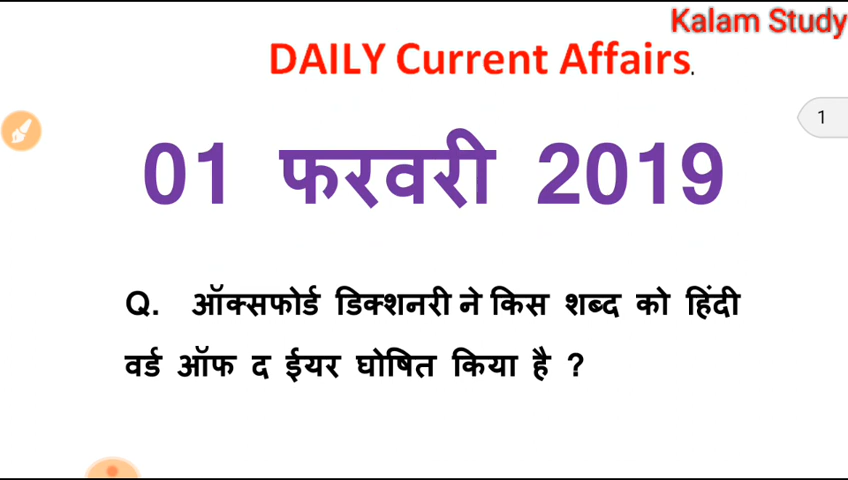 Kalam Study
DAILY Current Affairs.
1
01 फरवरी 2019
Q. ऑक्सफोर्ड डिक्शनरी ने किस शब्द को हिंदी
वर्ड ऑफ द ईयर घोषित किया है ?